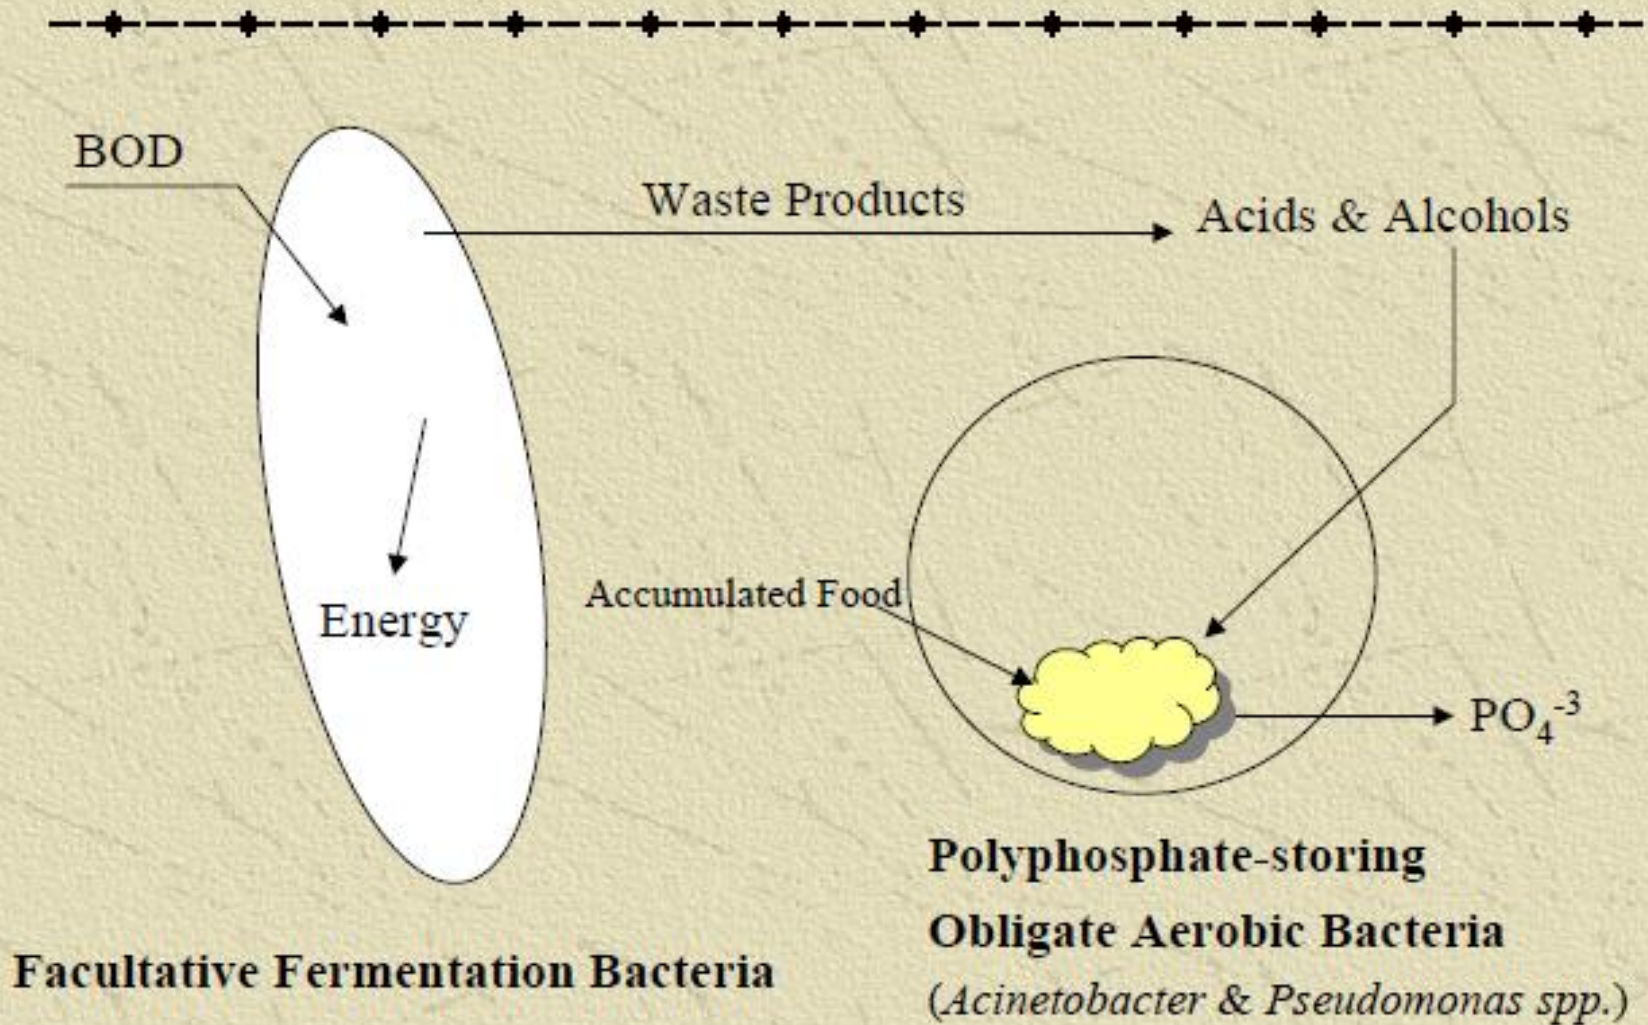 BOD
Waste Products
Acids & Alcohols
Energy
Accumulated Food
PO₄⁻³
Polyphosphate-storing
Obligate Aerobic Bacteria
(Acinetobacter & Pseudomonas spp.)
Facultative Fermentation Bacteria